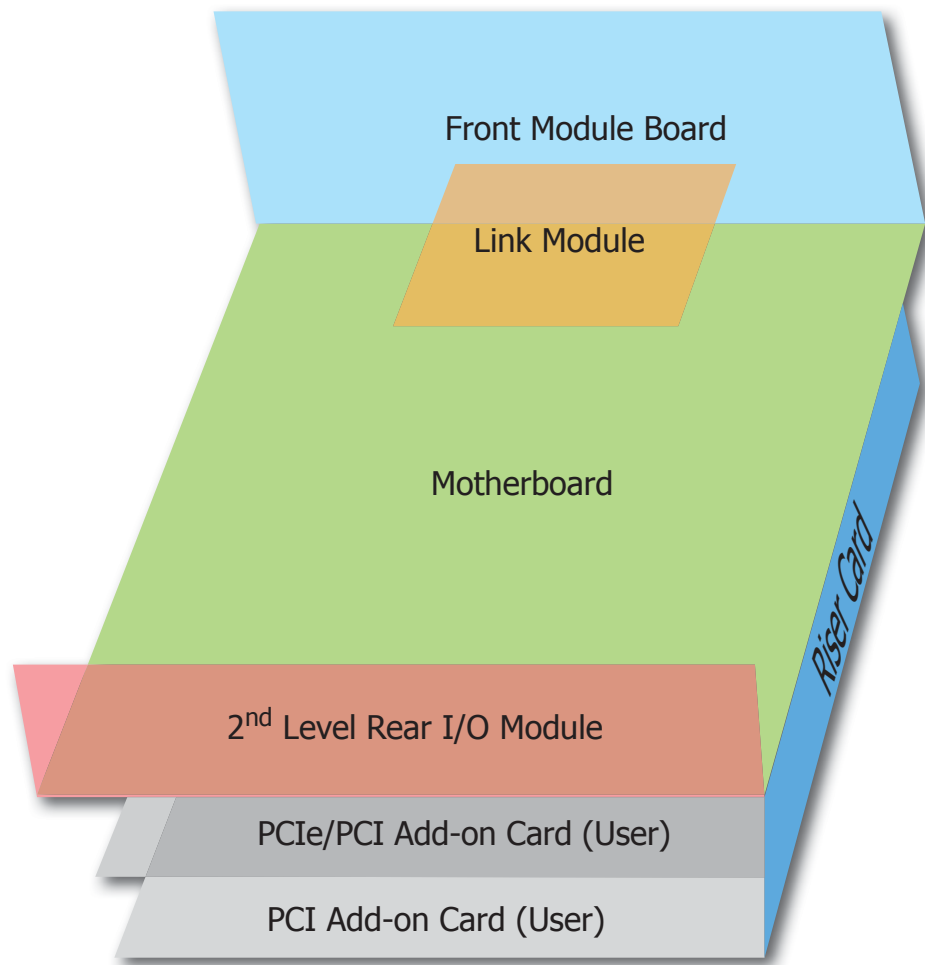 Front Module Board
Link Module
Motherboard
Riser Card
2nd Level Rear I/O Module
PCIe/PCI Add-on Card (User)
PCI Add-on Card (User)